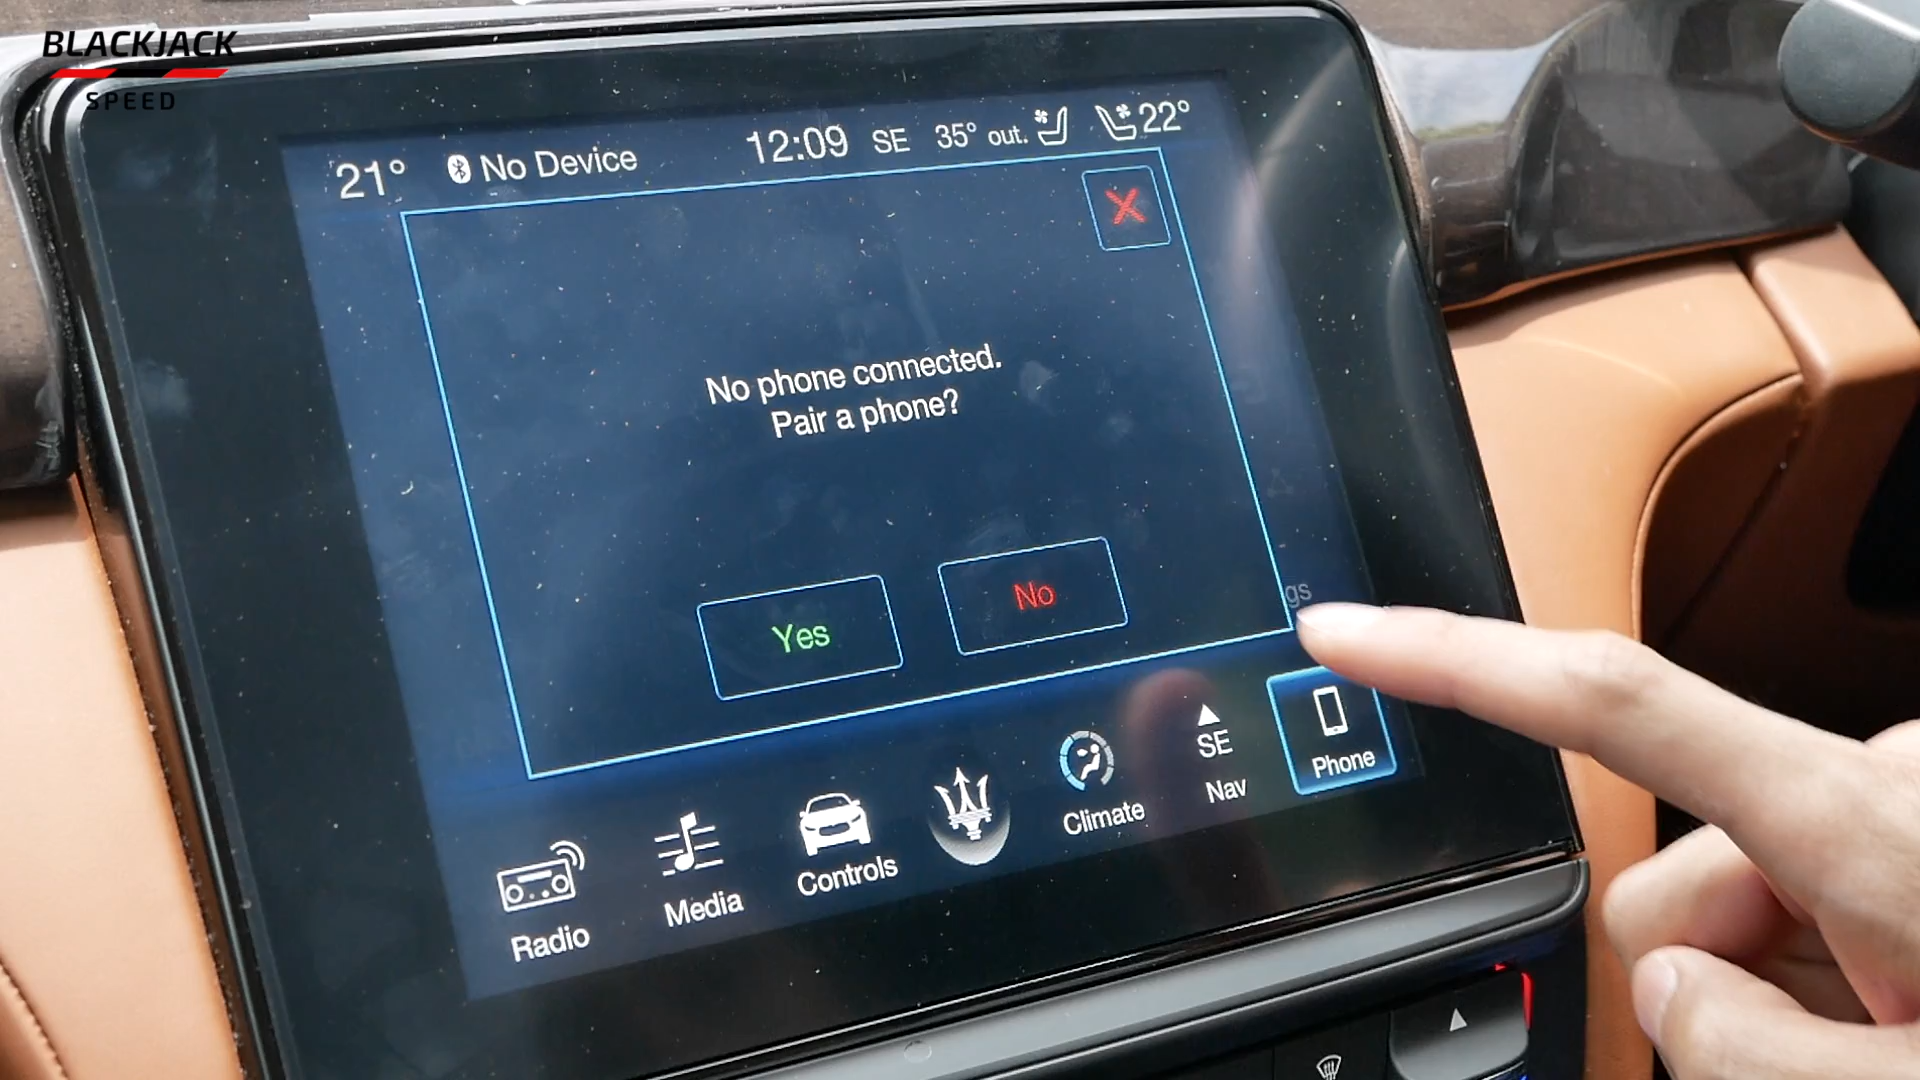 BLACKJACK
SPEED
21° No Device 12:09 SE 35° out. 22°
X
No phone connected.
Pair a phone?
Yes No
gs
SE
Radio Media Controls Climate Nav Phone